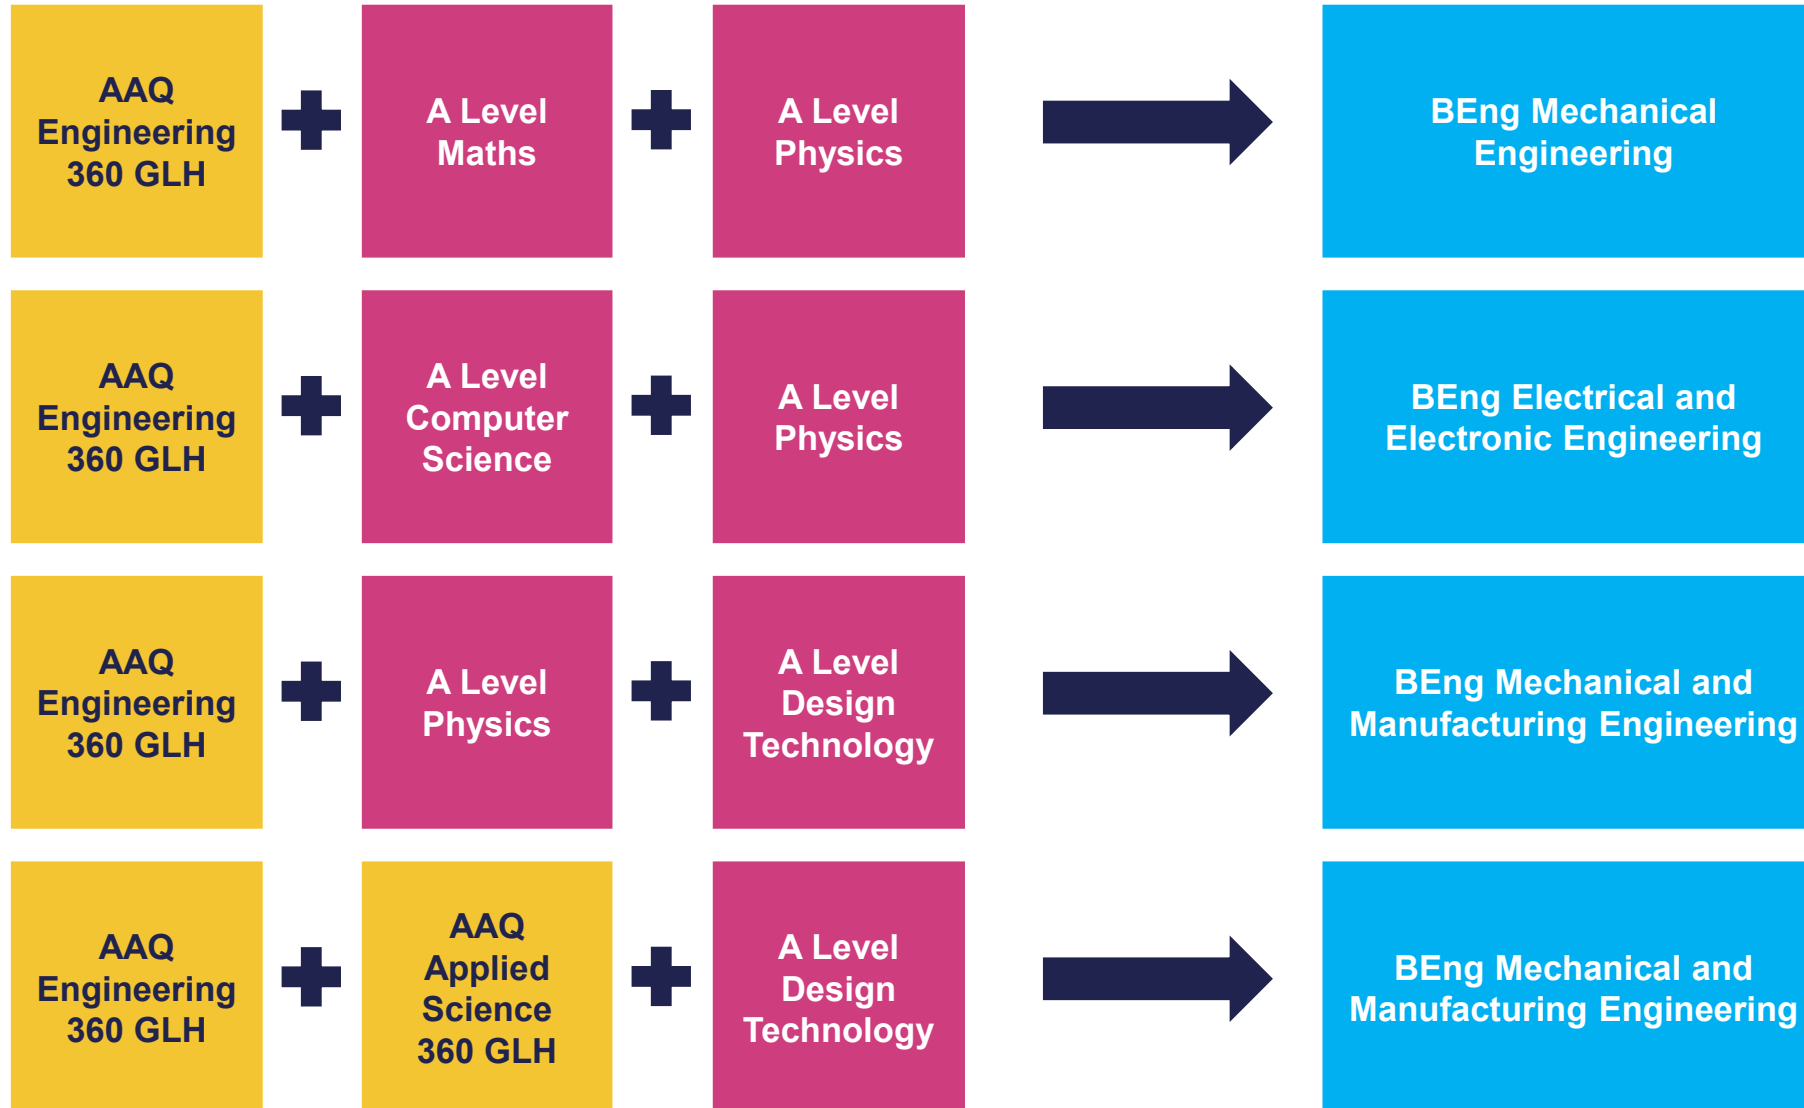 AAQ
Engineering
360 GLH
A Level
Maths
A Level
Physics
BEng Mechanical
Engineering
AAQ
Engineering
360 GLH
A Level
Computer
Science
A Level
Physics
BEng Electrical and
Electronic Engineering
AAQ
Engineering
360 GLH
A Level
Physics
A Level
Design
Technology
BEng Mechanical and
Manufacturing Engineering
AAQ
Engineering
360 GLH
AAQ
Applied
Science
360 GLH
A Level
Design
Technology
BEng Mechanical and
Manufacturing Engineering